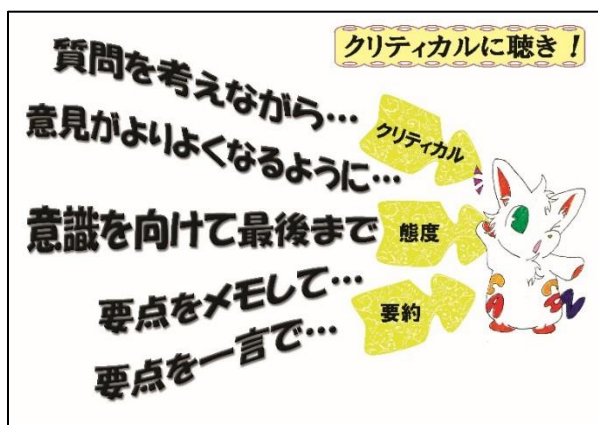 クリティカルに聴き！
質問を考えながら…
意見がよりよくなるように…
クリティカル
意識を向けて最後まで
態度
要点をメモして…
要点を一言で…
要約